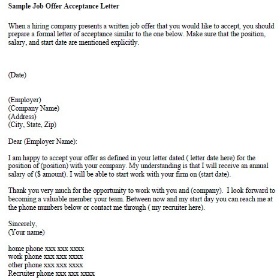 Sample Job Offer Acceptance Letter
When a hiring company presents a written job offer that you would like to accept, you should
prepare a formal letter of acceptance similar to the one below. Make sure that the position,
salary, and start date are mentioned explicitly.
(Date)
(Employer)
(Company Name)
(Address)
(City, State, Zip)
Dear (Employer Name):
I am happy to accept your offer as defined in your letter dated ( letter date here) for the
position of (position) with your company. My understanding is that I will receive an annual
salary of ($ amount). I will be able to start work with your firm on (start date).
Thank you very much for the opportunity to work with you and (company). I look forward to
becoming a valuable member your team. Between now and my start day you can reach me at
the phone numbers below or contact me through ( my recruiter here).
Sincerely,
(Your name)
home phone xxx xxx xxxx
work phone xxx xxx xxxx
other phone xxx xxx xxxx
Recruiter phone xxx xxx xxxx